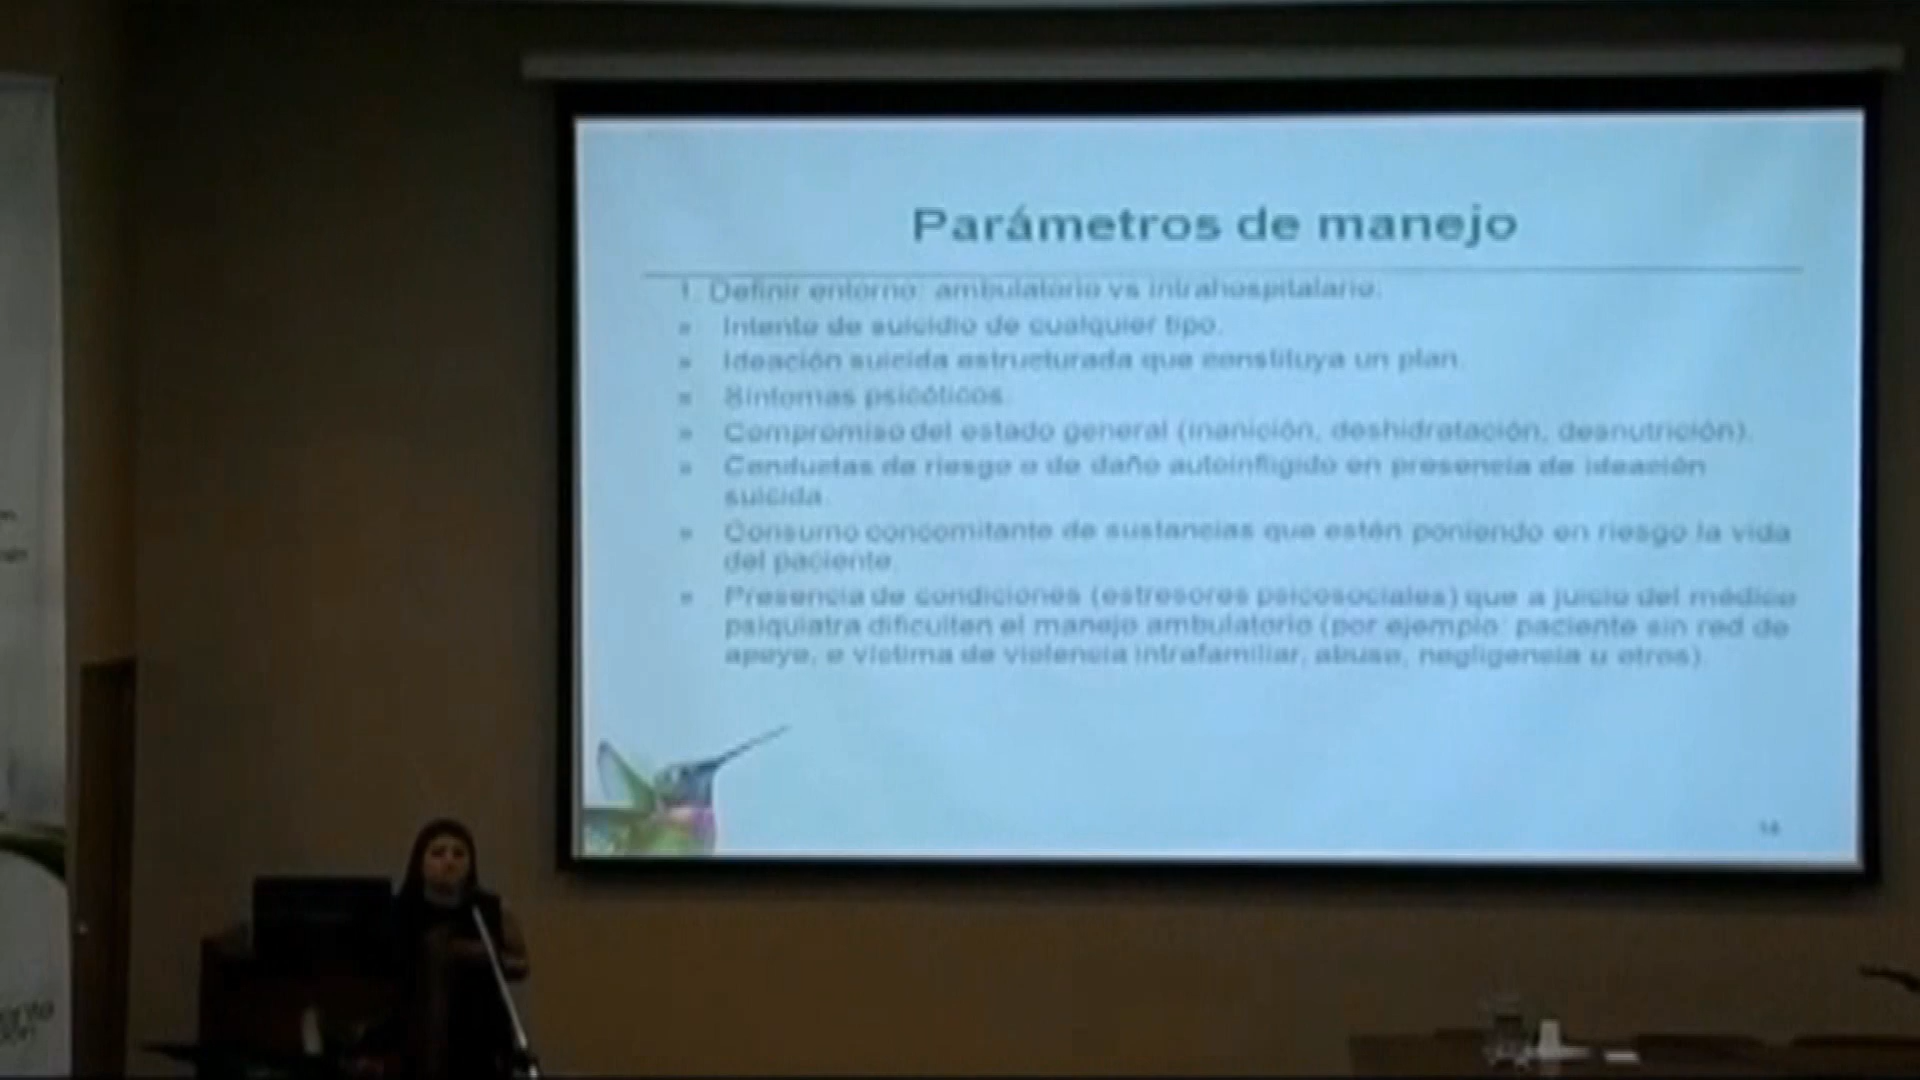 Parámetros de manejo
1. Definir entorno: ambulatorio vs intrahospitalario.
Intento de suicidio de cualquier tipo.
Ideación suicida estructurada que constituya un plan.
Síntomas psicóticos.
Compromiso del estado general (inanición, deshidratación, desnutrición).
Conductas de riesgo o de daño autoinfligido en presencia de ideación
suicida.
Consumo concomitante de sustancias que estén poniendo en riesgo la vida
del paciente.
Presencia de condiciones (estresores psicosociales) que a juicio del médico
psiquiatra dificulten el manejo ambulatorio (por ejemplo: paciente sin red de
apoyo, o víctima de violencia intrafamiliar, abuso, negligencia u otros).